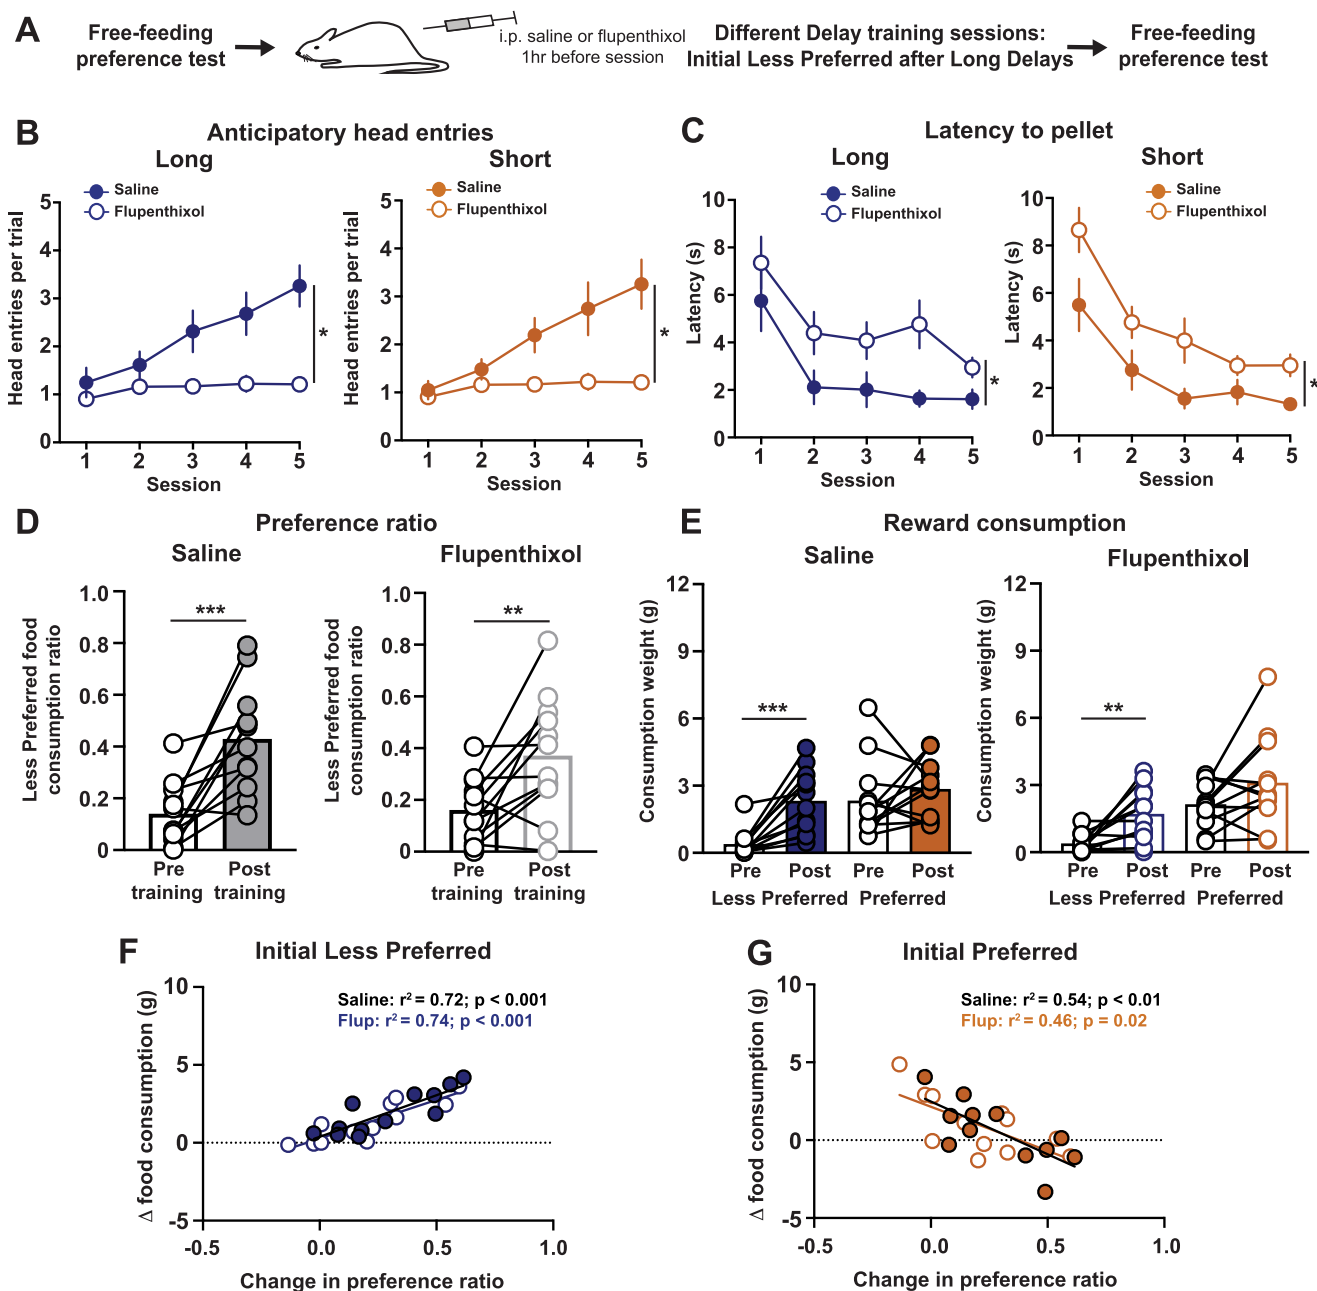 A
Free-feeding
preference test
i.p. saline or flupenthixol
1hr before session
Different Delay training sessions:
Initial Less Preferred after Long Delays
Free-feeding
preference test
B
Anticipatory head entries
Long
Saline
Flupenthixol
Head entries per trial
5
4
3
2
1
0
1 2 3 4 5
Session
Short
Saline
Flupenthixol
Head entries per trial
5
4
3
2
1
0
*
*
1 2 3 4 5
Session
C
Latency to pellet
Long
Saline
Flupenthixol
Latency (s)
10
8
6
4
2
0
*
1 2 3 4 5
Session
Short
Saline
Flupenthixol
Latency (s)
10
8
6
4
2
0
*
1 2 3 4 5
Session
D
Preference ratio
Saline
Less Preferred food
consumption ratio
1.0
0.8
0.6
0.4
0.2
0
***
Pre
training
Post
training
Flupenthixol
Less Preferred food
consumption ratio
1.0
0.8
0.6
0.4
0.2
0
**
Pre
training
Post
training
E
Reward consumption
Saline
Consumption weight (g)
12
9
6
3
0
***
Pre Post Pre Post
Less Preferred Preferred
Flupenthixol
Consumption weight (g)
12
9
6
3
0
**
Pre Post Pre Post
Less Preferred Preferred
F
Initial Less Preferred
Saline: r² = 0.72; p < 0.001
Flup: r² = 0.74; p < 0.001
Δ food consumption (g)
10
5
0
-5
-0.5 0.0 0.5 1.0
Change in preference ratio
G
Initial Preferred
Saline: r² = 0.54; p < 0.01
Flup: r² = 0.46; p = 0.02
Δ food consumption (g)
10
5
0
-5
-0.5 0.0 0.5 1.0
Change in preference ratio